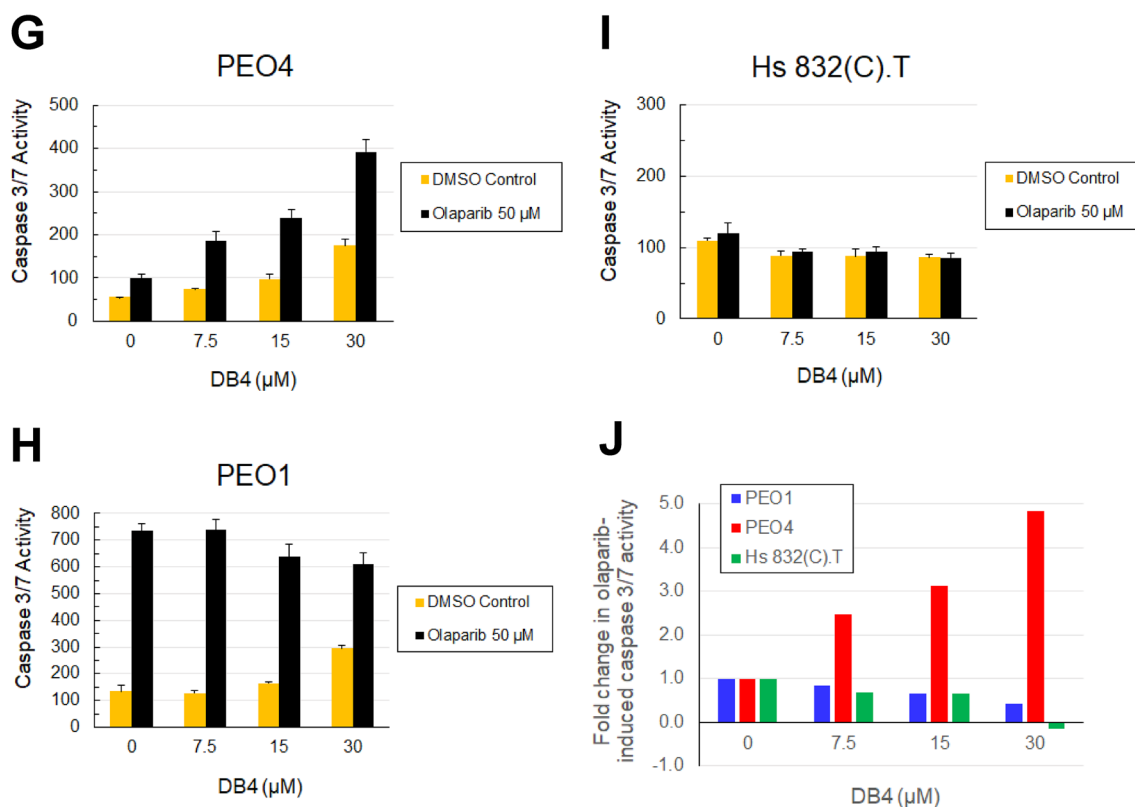 G
PEO4
Caspase 3/7 Activity
500
400
300
200
100
0
0 7.5 15 30
DB4 (µM)
DMSO Control
Olaparib 50 µM
I
Hs 832(C).T
Caspase 3/7 Activity
300
200
100
0
0 7.5 15 30
DB4 (µM)
DMSO Control
Olaparib 50 µM
H
PEO1
Caspase 3/7 Activity
800
700
600
500
400
300
200
100
0
0 7.5 15 30
DB4 (µM)
DMSO Control
Olaparib 50 µM
J
Fold change in olaparib-
induced caspase 3/7 activity
PEO1
PEO4
Hs 832(C).T
5.0
4.0
3.0
2.0
1.0
0.0
-1.0
0 7.5 15 30
DB4 (µM)